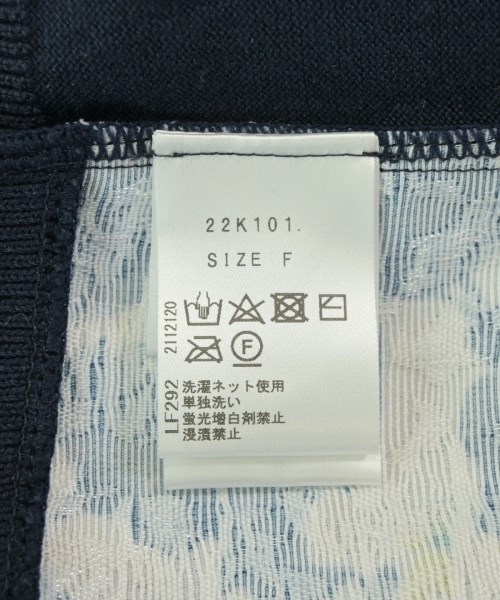 22K101.
SIZE F
F
洗濯ネット使用
単独洗い
蛍光増白剤禁止
浸漬禁止
LF292 2112120